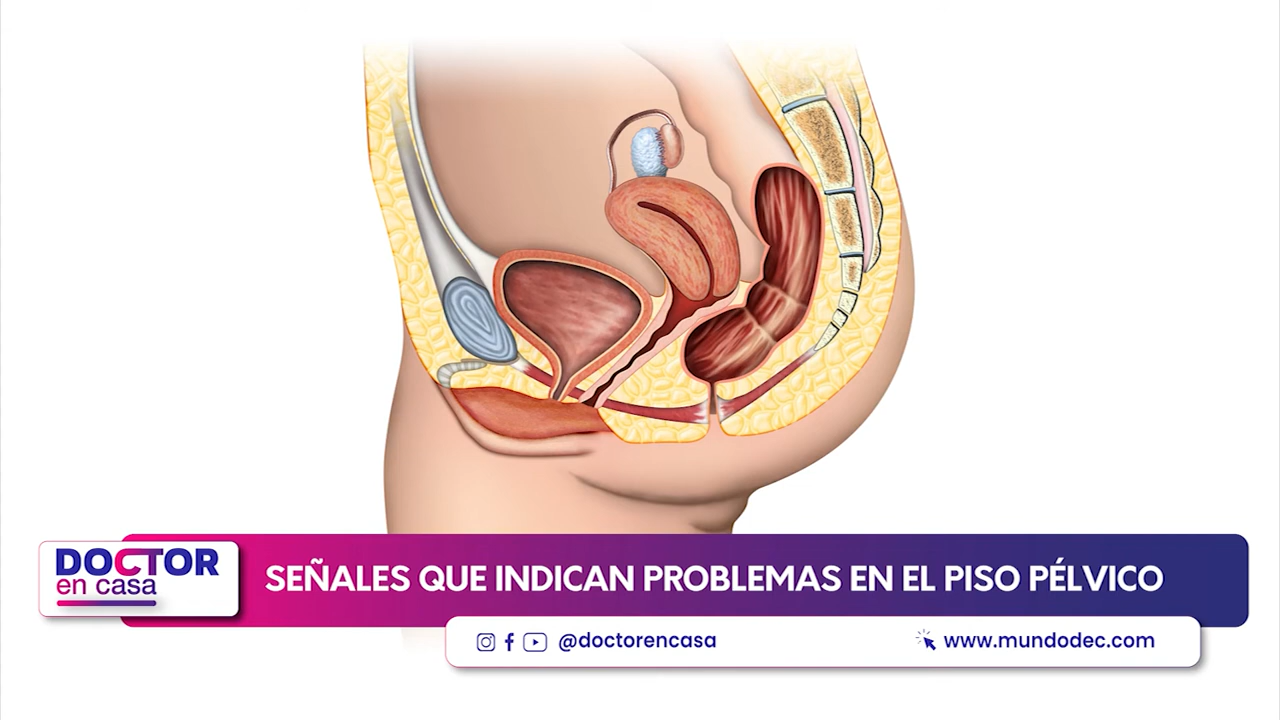 DOCTOR
en casa
SEÑALES QUE INDICAN PROBLEMAS EN EL PISO PÉLVICO
@doctorencasa
www.mundodec.com